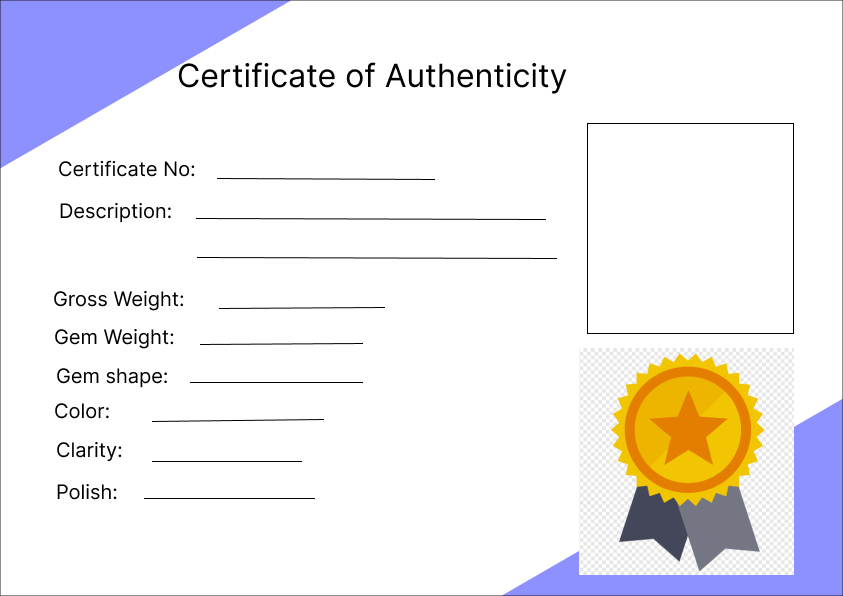 Certificate of Authenticity
Certificate No:
Description:
Gross Weight:
Gem Weight:
Gem shape:
Color:
Clarity:
Polish: